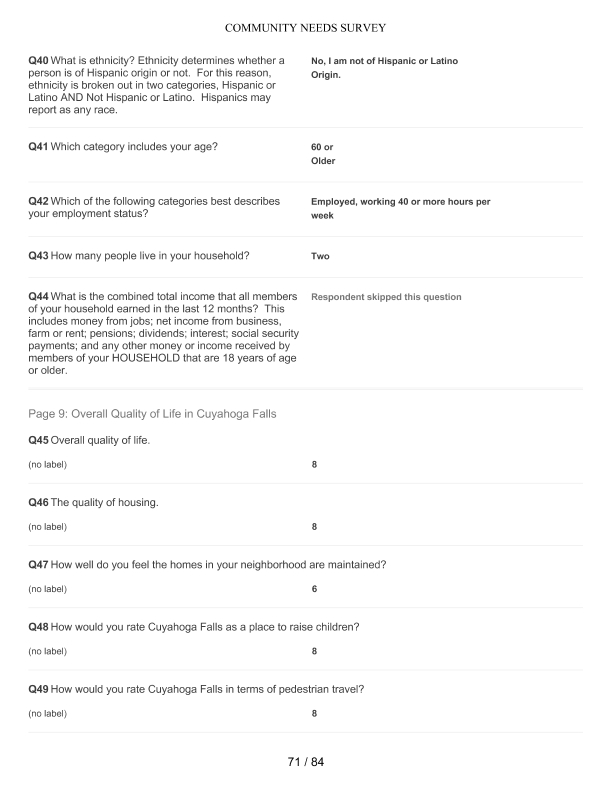 COMMUNITY NEEDS SURVEY
Q40 What is ethnicity? Ethnicity determines whether a
person is of Hispanic origin or not.  For this reason,
ethnicity is broken out in two categories, Hispanic or
Latino AND Not Hispanic or Latino.  Hispanics may
report as any race.
No, I am not of Hispanic or Latino
Origin.
Q41 Which category includes your age?
60 or
Older
Q42 Which of the following categories best describes
your employment status?
Employed, working 40 or more hours per
week
Q43 How many people live in your household?
Two
Q44 What is the combined total income that all members
of your household earned in the last 12 months?  This
includes money from jobs; net income from business,
farm or rent; pensions; dividends; interest; social security
payments; and any other money or income received by
members of your HOUSEHOLD that are 18 years of age
or older.
Respondent skipped this question
Page 9: Overall Quality of Life in Cuyahoga Falls
Q45 Overall quality of life.
(no label) 8
Q46 The quality of housing.
(no label) 8
Q47 How well do you feel the homes in your neighborhood are maintained?
(no label) 6
Q48 How would you rate Cuyahoga Falls as a place to raise children?
(no label) 8
Q49 How would you rate Cuyahoga Falls in terms of pedestrian travel?
(no label) 8
71 / 84